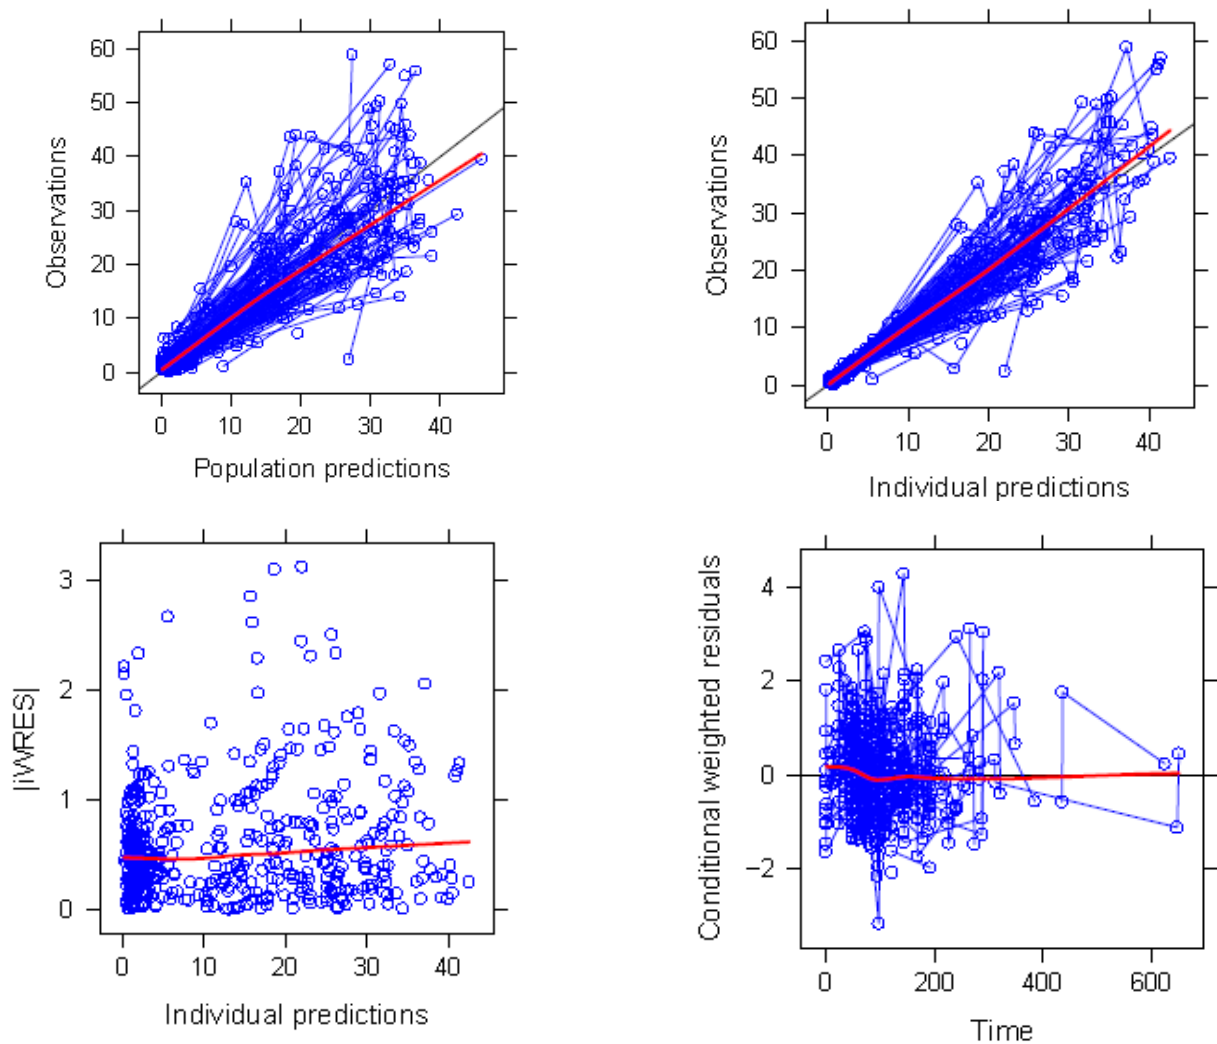 60
50
40
30
20
10
0
Observations
0 10 20 30 40
Population predictions
60
50
40
30
20
10
0
Observations
0 10 20 30 40
Individual predictions
3
2
1
0
|iWRES|
0 10 20 30 40
Individual predictions
4
2
0
−2
Conditional weighted residuals
0 200 400 600
Time